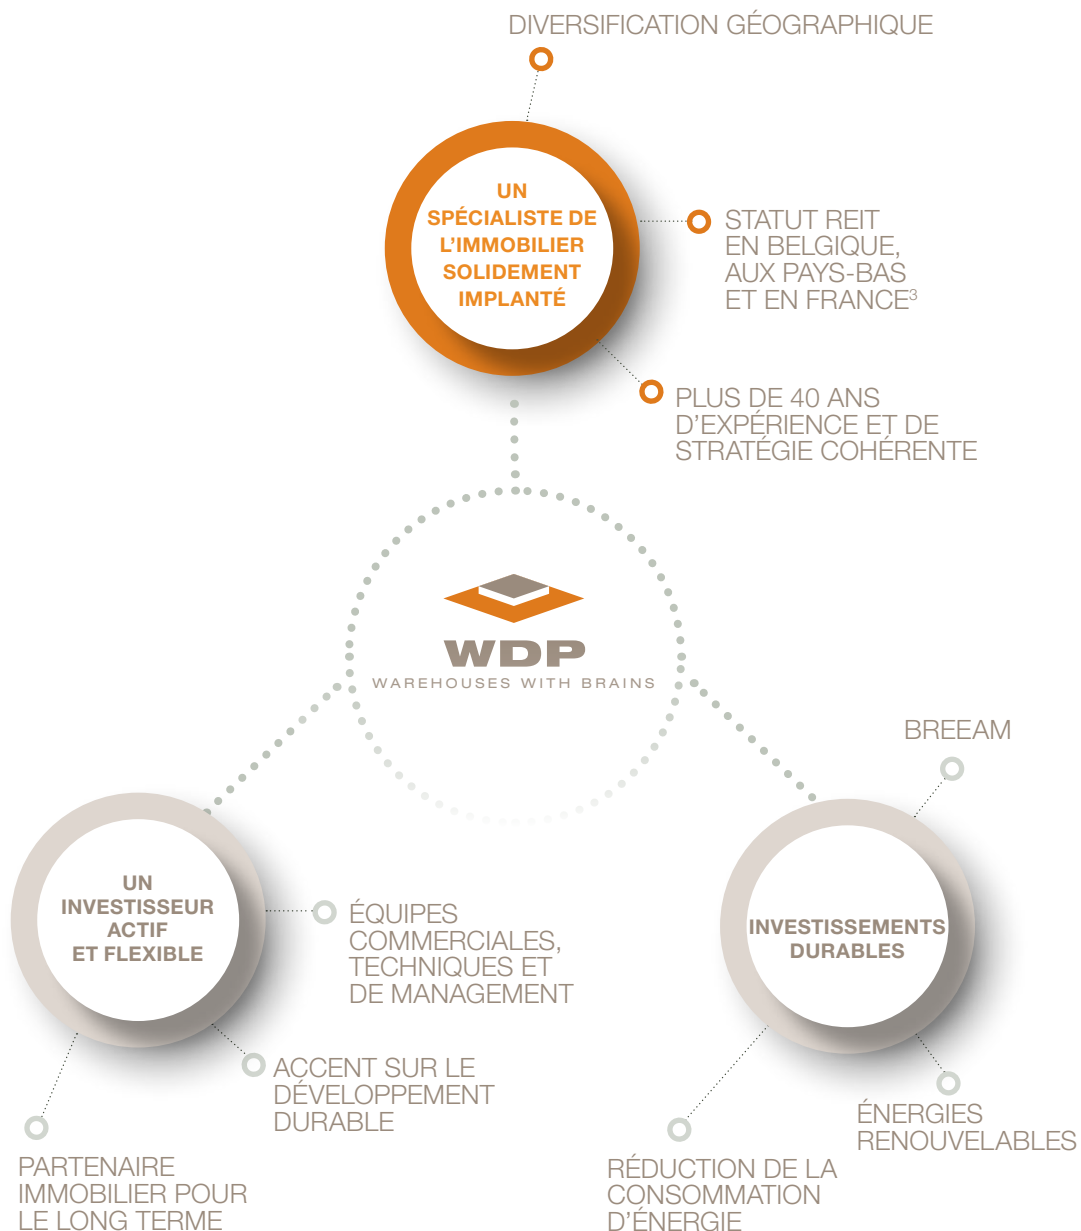 DIVERSIFICATION GÉOGRAPHIQUE
UN
SPÉCIALISTE DE
L'IMMOBILIER
SOLIDEMENT
IMPLANTÉ
STATUT REIT
EN BELGIQUE,
AUX PAYS-BAS
ET EN FRANCE³
PLUS DE 40 ANS
D'EXPÉRIENCE ET DE
STRATÉGIE COHÉRENTE
WDP
WAREHOUSES WITH BRAINS
UN
INVESTISSEUR
ACTIF
ET FLEXIBLE
ÉQUIPES
COMMERCIALES,
TECHNIQUES ET
DE MANAGEMENT
ACCENT SUR LE
DÉVELOPPEMENT
DURABLE
PARTENAIRE
IMMOBILIER POUR
LE LONG TERME
BREEAM
INVESTISSEMENTS
DURABLES
ÉNERGIES
RENOUVELABLES
RÉDUCTION DE LA
CONSOMMATION
D'ÉNERGIE